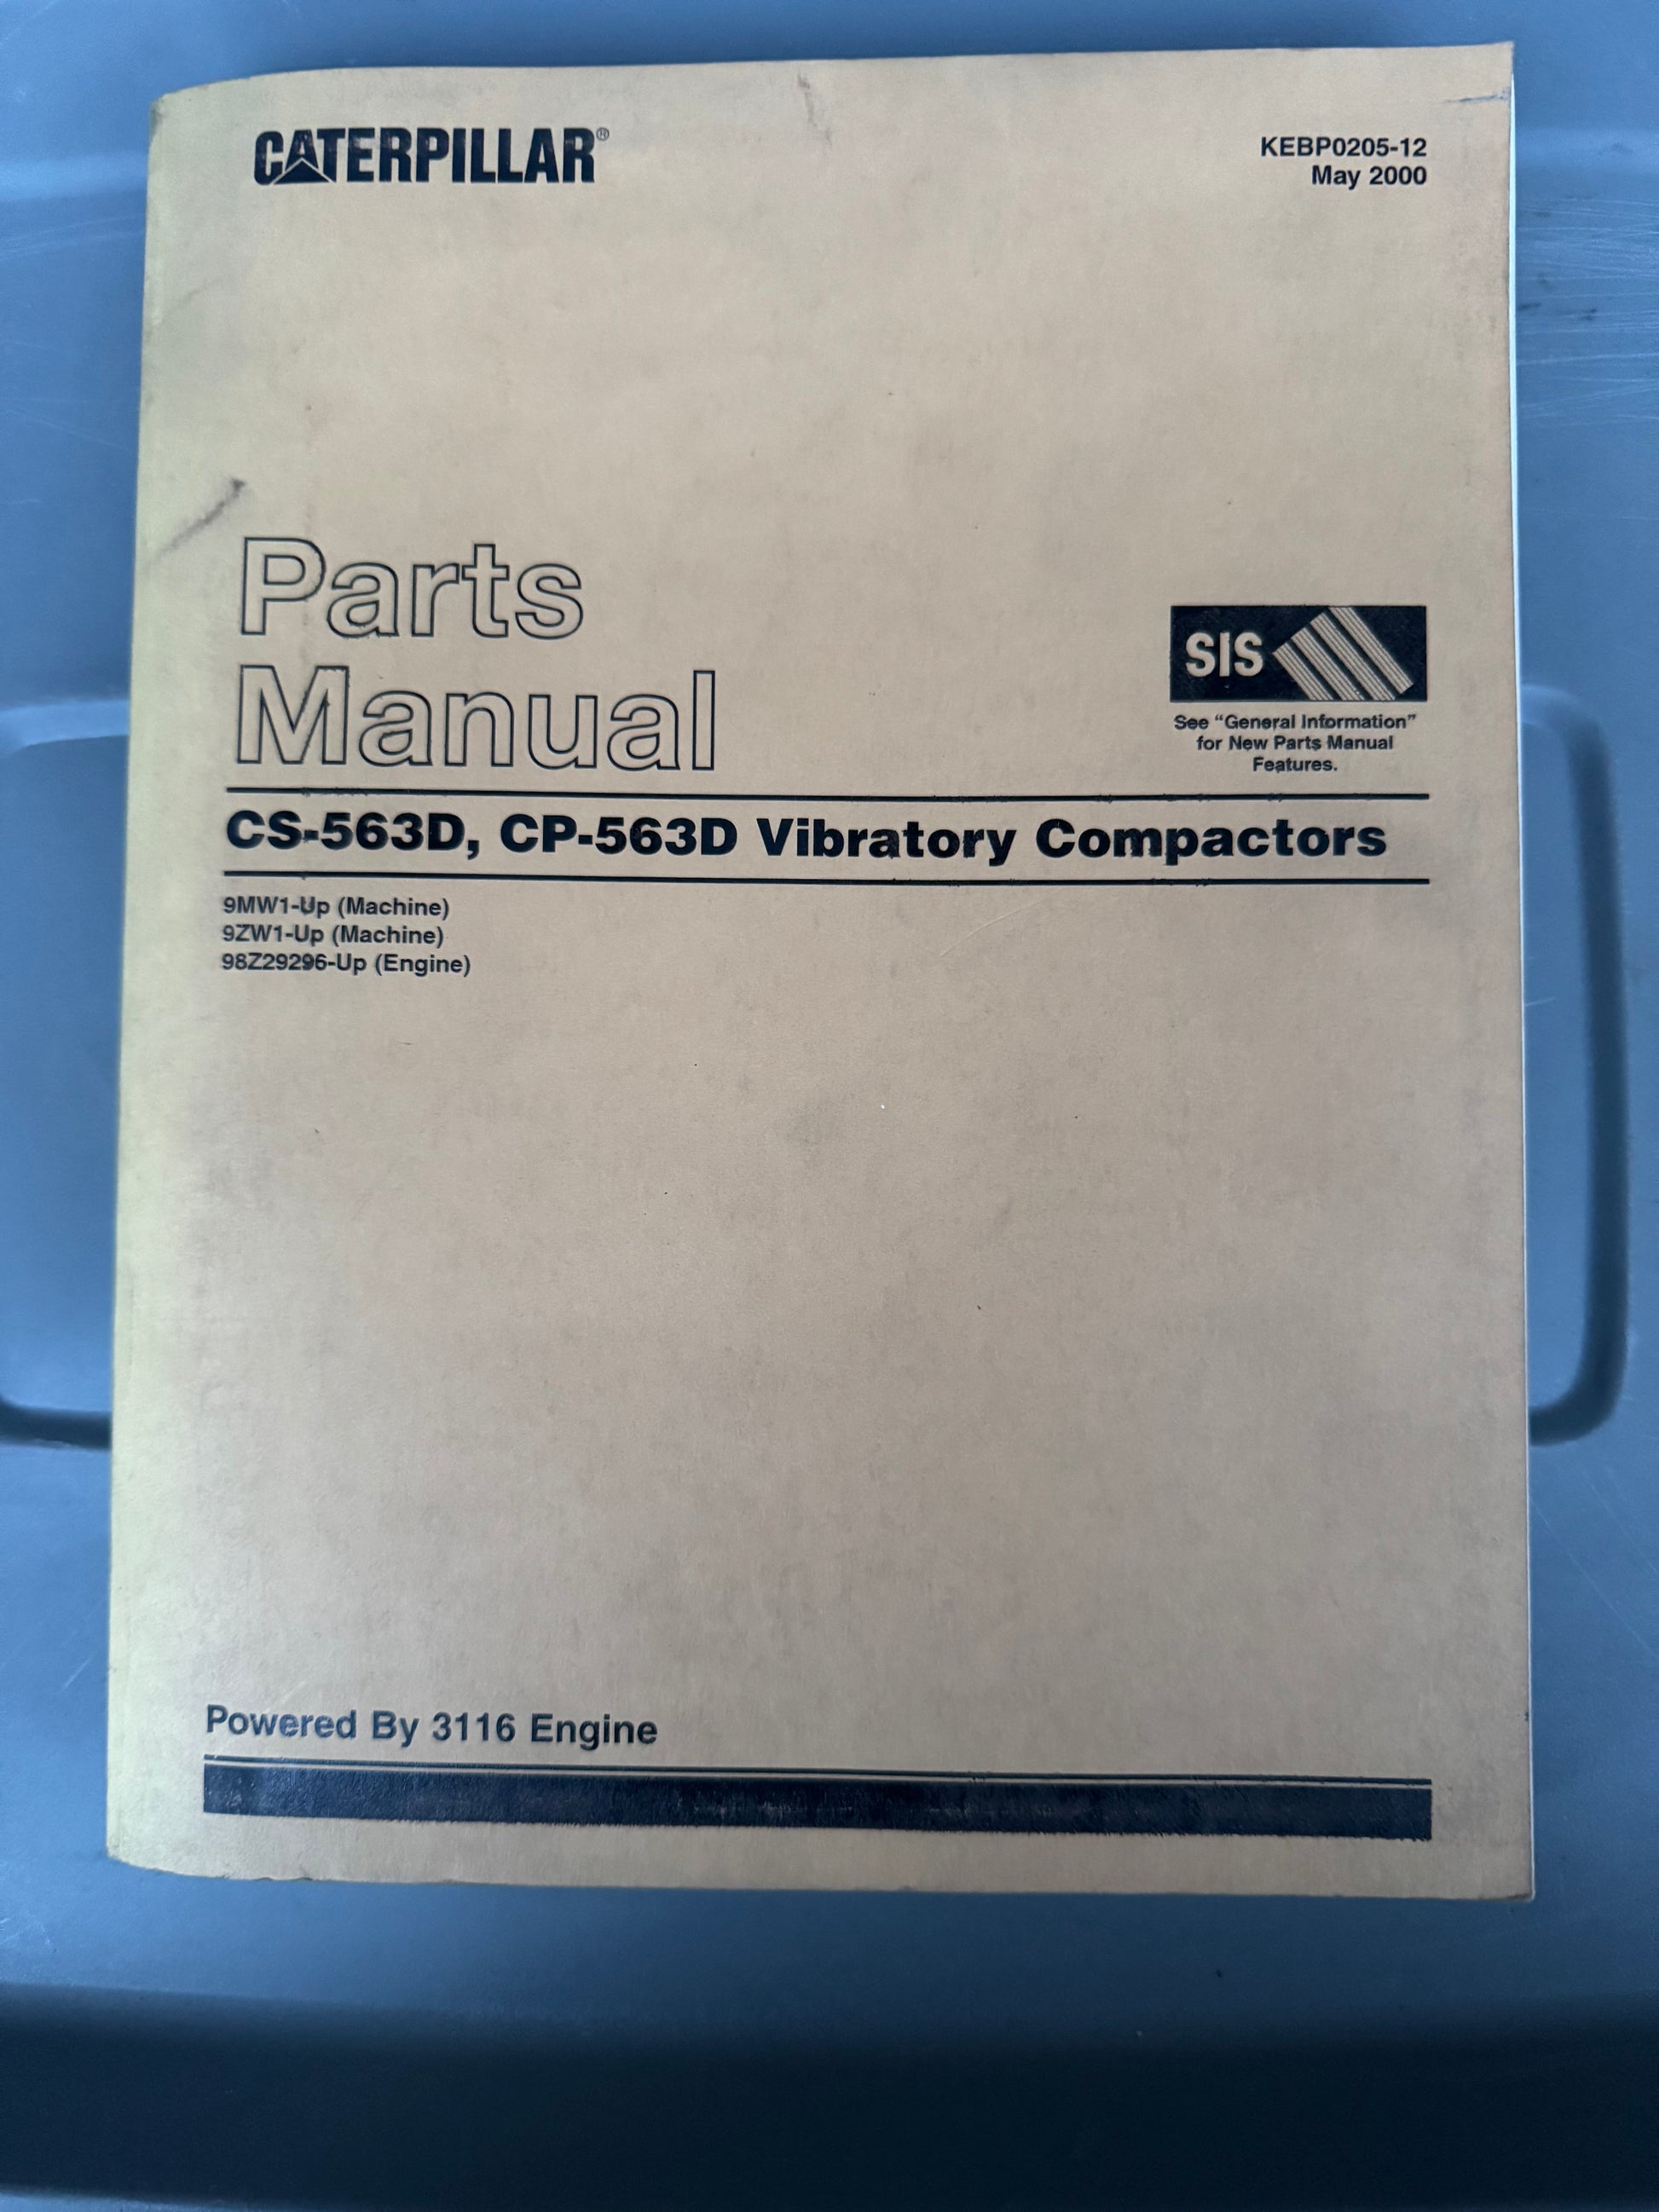 CATERPILLAR®
KEBP0205-12
May 2000
Parts
Manual
SIS
See “General Information”
for New Parts Manual
Features.
CS-563D, CP-563D Vibratory Compactors
9MW1-Up (Machine)
9ZW1-Up (Machine)
98Z29296-Up (Engine)
Powered By 3116 Engine